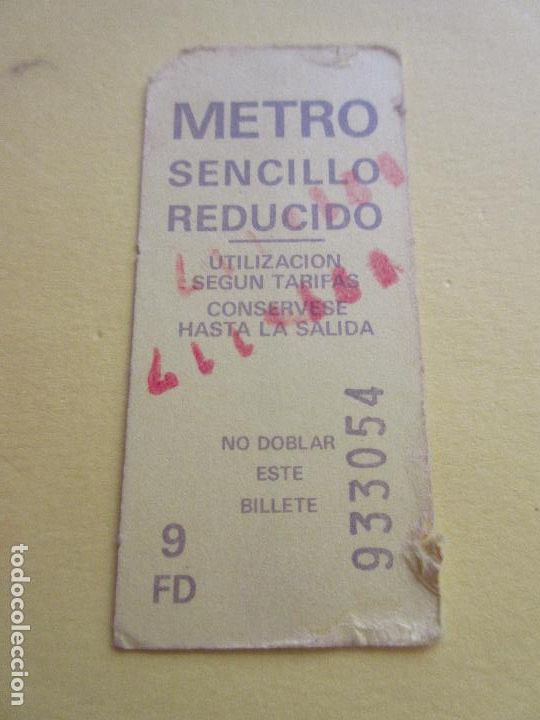 METRO
SENCILLO
REDUCIDO
UTILIZACION
SEGUN TARIFAS
CONSERVESE
HASTA LA SALIDA
NO DOBLAR
ESTE
BILLETE
933054
9
FD
todocoleccion